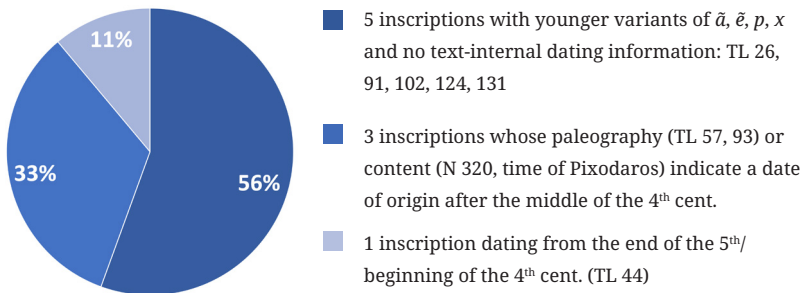 11%
33%
56%
5 inscriptions with younger variants of ã, ẽ, p, x
and no text-internal dating information: TL 26,
91, 102, 124, 131
3 inscriptions whose paleography (TL 57, 93) or
content (N 320, time of Pixodaros) indicate a date
of origin after the middle of the 4th cent.
1 inscription dating from the end of the 5th/
beginning of the 4th cent. (TL 44)